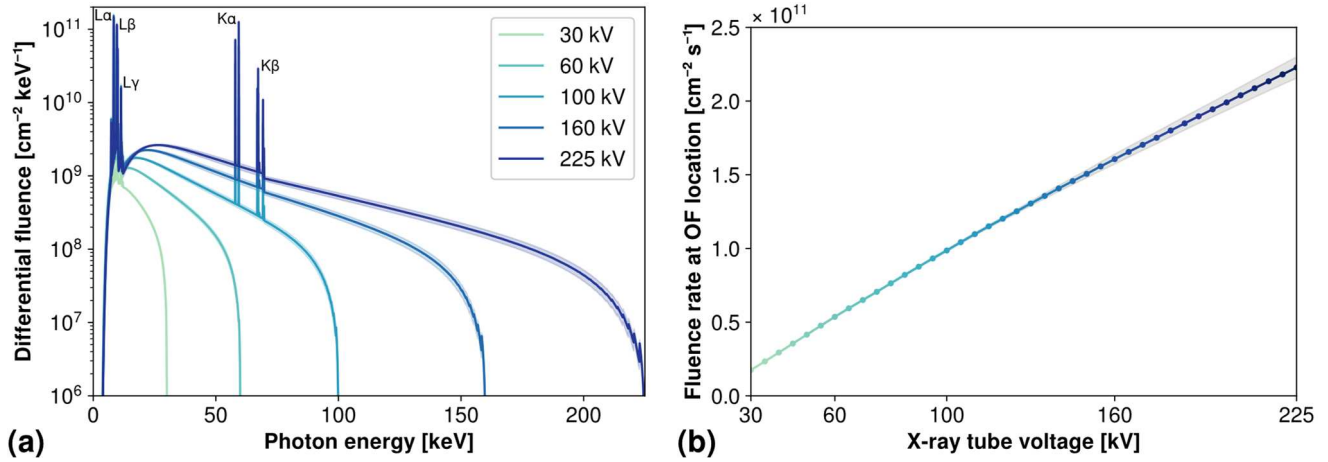 Differential fluence [cm⁻² keV⁻¹]
10¹¹
10¹⁰
10⁹
10⁸
10⁷
10⁶
Lα
Lβ
Lγ
Kα
Kβ
30 kV
60 kV
100 kV
160 kV
225 kV
0 50 100 150 200
Photon energy [keV]
(a)
Fluence rate at OF location [cm⁻² s⁻¹]
× 10¹¹
2.5
2.0
1.5
1.0
0.5
0.0
30 60 100 160 225
X-ray tube voltage [kV]
(b)